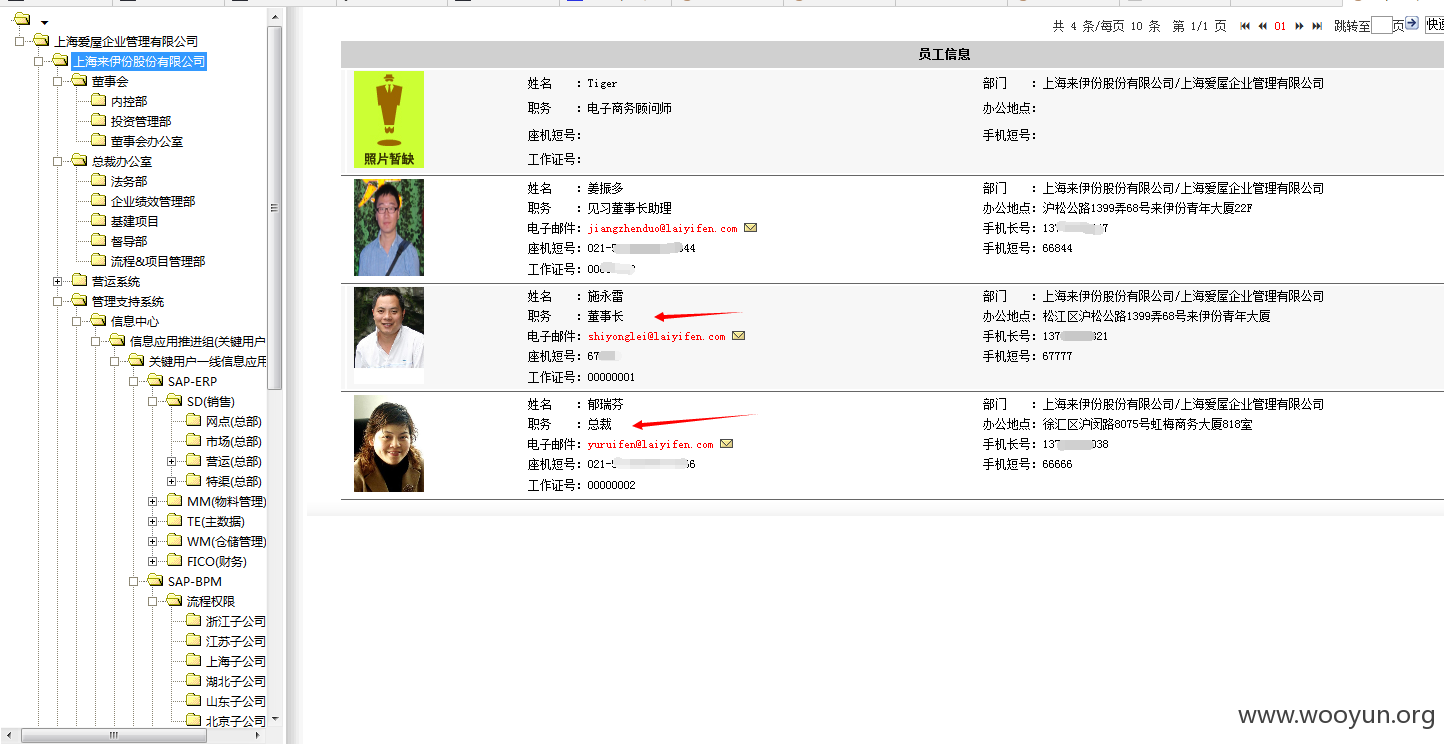 共 4 条/每页 10 条 第 1/1 页 01 跳转至 页
上海爱屋企业管理有限公司
上海来伊份股份有限公司
董事会
内控部
投资管理部
董事会办公室
总裁办公室
法务部
企业绩效管理部
基建项目
督导部
流程&项目管理部
营运系统
管理支持系统
信息中心
信息应用推进组(关键用户
关键用户一线信息应用
SAP-ERP
SD(销售)
网点(总部)
市场(总部)
营运(总部)
特渠(总部)
MM(物料管理)
TE(主数据)
WM(仓储管理)
FICO(财务)
SAP-BPM
流程权限
浙江子公司
江苏子公司
上海子公司
湖北子公司
山东子公司
北京子公司
员工信息
照片暂缺
姓名 : Tiger 部门 : 上海来伊份股份有限公司/上海爱屋企业管理有限公司
职务 : 电子商务顾问师 办公地点:
座机短号: 手机短号:
工作证号:
姓名 : 姜振多 部门 : 上海来伊份股份有限公司/上海爱屋企业管理有限公司
职务 : 见习董事长助理 办公地点: 沪松公路1399弄68号来伊份青年大厦22F
电子邮件: jiangzhenduo@laiyifen.com 手机长号: 137 7
座机短号: 021-5 44 手机短号: 66844
工作证号: 00
姓名 : 施永雷 部门 : 上海来伊份股份有限公司/上海爱屋企业管理有限公司
职务 : 董事长 办公地点: 松江区沪松公路1399弄68号来伊份青年大厦
电子邮件: shiyonglei@laiyifen.com 手机长号: 137 21
座机短号: 67 手机短号: 67777
工作证号: 00000001
姓名 : 郁瑞芬 部门 : 上海来伊份股份有限公司/上海爱屋企业管理有限公司
职务 : 总裁 办公地点: 徐汇区沪闵路8075号虹梅商务大厦818室
电子邮件: yuruifen@laiyifen.com 手机长号: 137 038
座机短号: 021-5 66 手机短号: 66666
工作证号: 00000002
www.wooyun.org